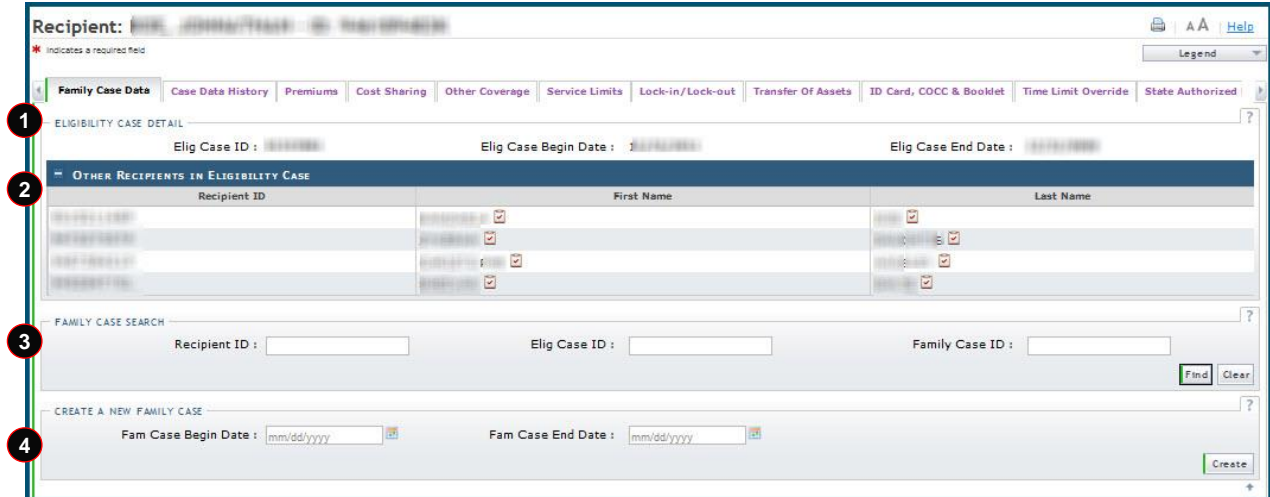 Recipient:
A A | Help
* indicates a required field
Legend
Family Case Data Case Data History Premiums Cost Sharing Other Coverage Service Limits Lock-in/Lock-out Transfer Of Assets ID Card, COCC & Booklet Time Limit Override State Authorized
1
ELIGIBILITY CASE DETAIL ?
Elig Case ID : Elig Case Begin Date : Elig Case End Date :
2
- OTHER RECIPIENTS IN ELIGIBILITY CASE
Recipient ID First Name Last Name
3
FAMILY CASE SEARCH ?
Recipient ID : Elig Case ID : Family Case ID :
Find Clear
4
CREATE A NEW FAMILY CASE ?
Fam Case Begin Date : mm/dd/yyyy Fam Case End Date : mm/dd/yyyy
Create